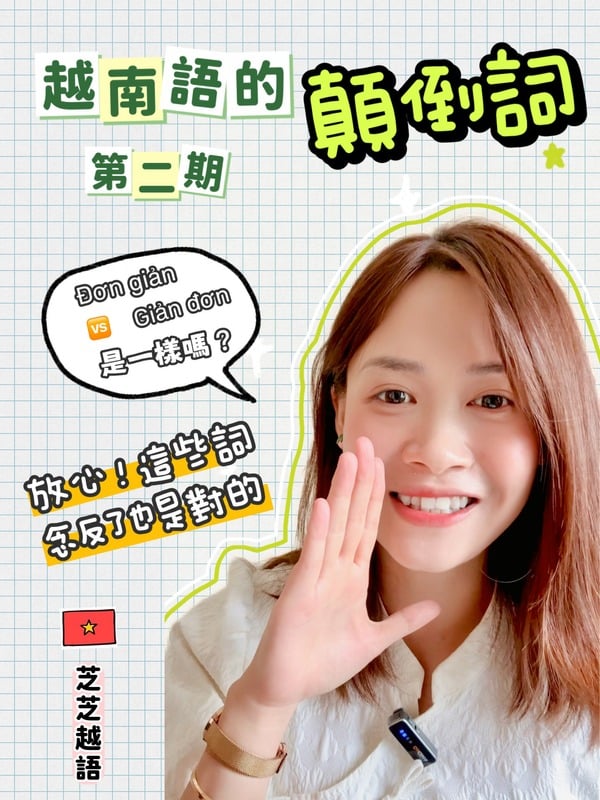 越南語的 顛倒詞
第二期
Đơn giản
VS Giản đơn
是一樣嗎？
放心！這些詞
念反了也是對的
芝芝越語